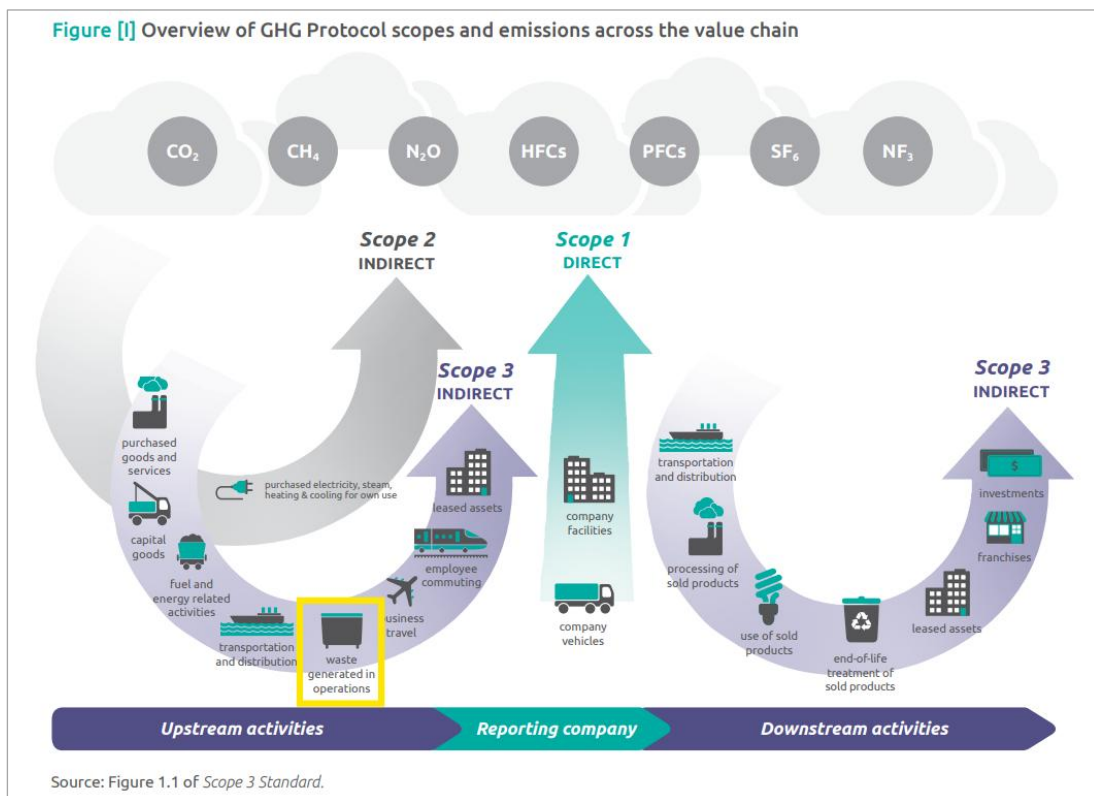 Figure [I] Overview of GHG Protocol scopes and emissions across the value chain
CO₂
CH₄
N₂O
HFCs
PFCs
SF₆
NF₃
Scope 2
INDIRECT
Scope 1
DIRECT
Scope 3
INDIRECT
Scope 3
INDIRECT
purchased
goods and
services
capital
goods
fuel and
energy related
activities
transportation
and distribution
waste
generated in
operations
business
travel
employee
commuting
leased assets
purchased electricity, steam,
heating & cooling for own use
company
facilities
company
vehicles
transportation
and distribution
processing of
sold products
use of sold
products
end-of-life
treatment of
sold products
leased assets
franchises
$
investments
Upstream activities
Reporting company
Downstream activities
Source: Figure 1.1 of Scope 3 Standard.